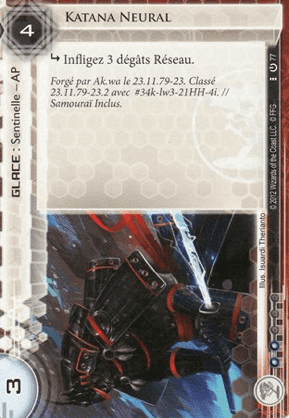 4
KATANA NEURAL
↳ Infligez 3 dégâts Réseau.
Forgé par Ak.wa le 23.11.79-23. Classé
23.11.79-23.2 avec #34k-lw3-21HH-4i. //
Samouraï Inclus.
GLACE : Sentinelle – AP
3
Illus. Isuardi Therianto
© 2012 Wizards of the Coast LLC. © FFG
77